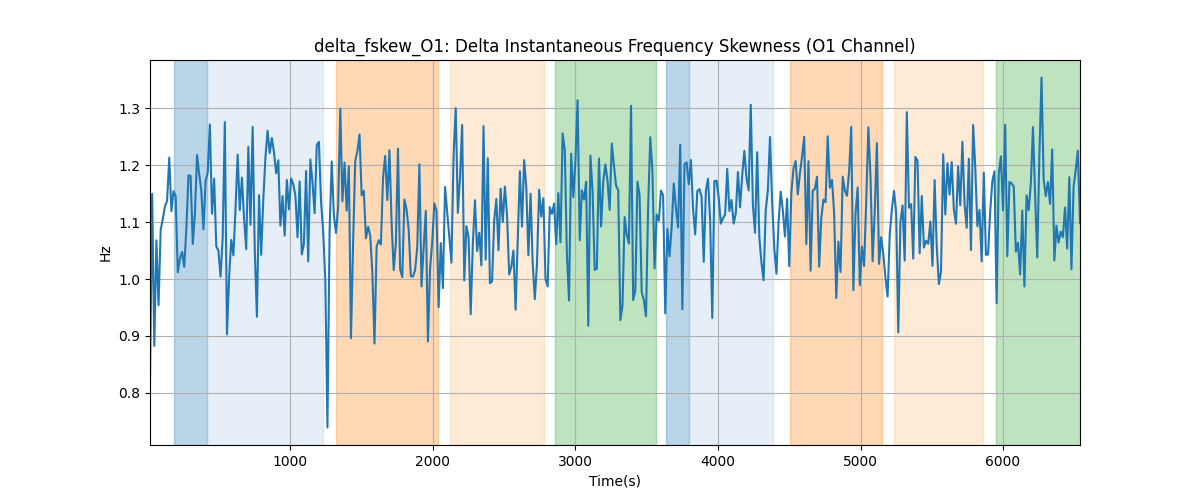 delta_fskew_O1: Delta Instantaneous Frequency Skewness (O1 Channel)
Hz
1.3
1.2
1.1
1.0
0.9
0.8
1000 2000 3000 4000 5000 6000
Time(s)